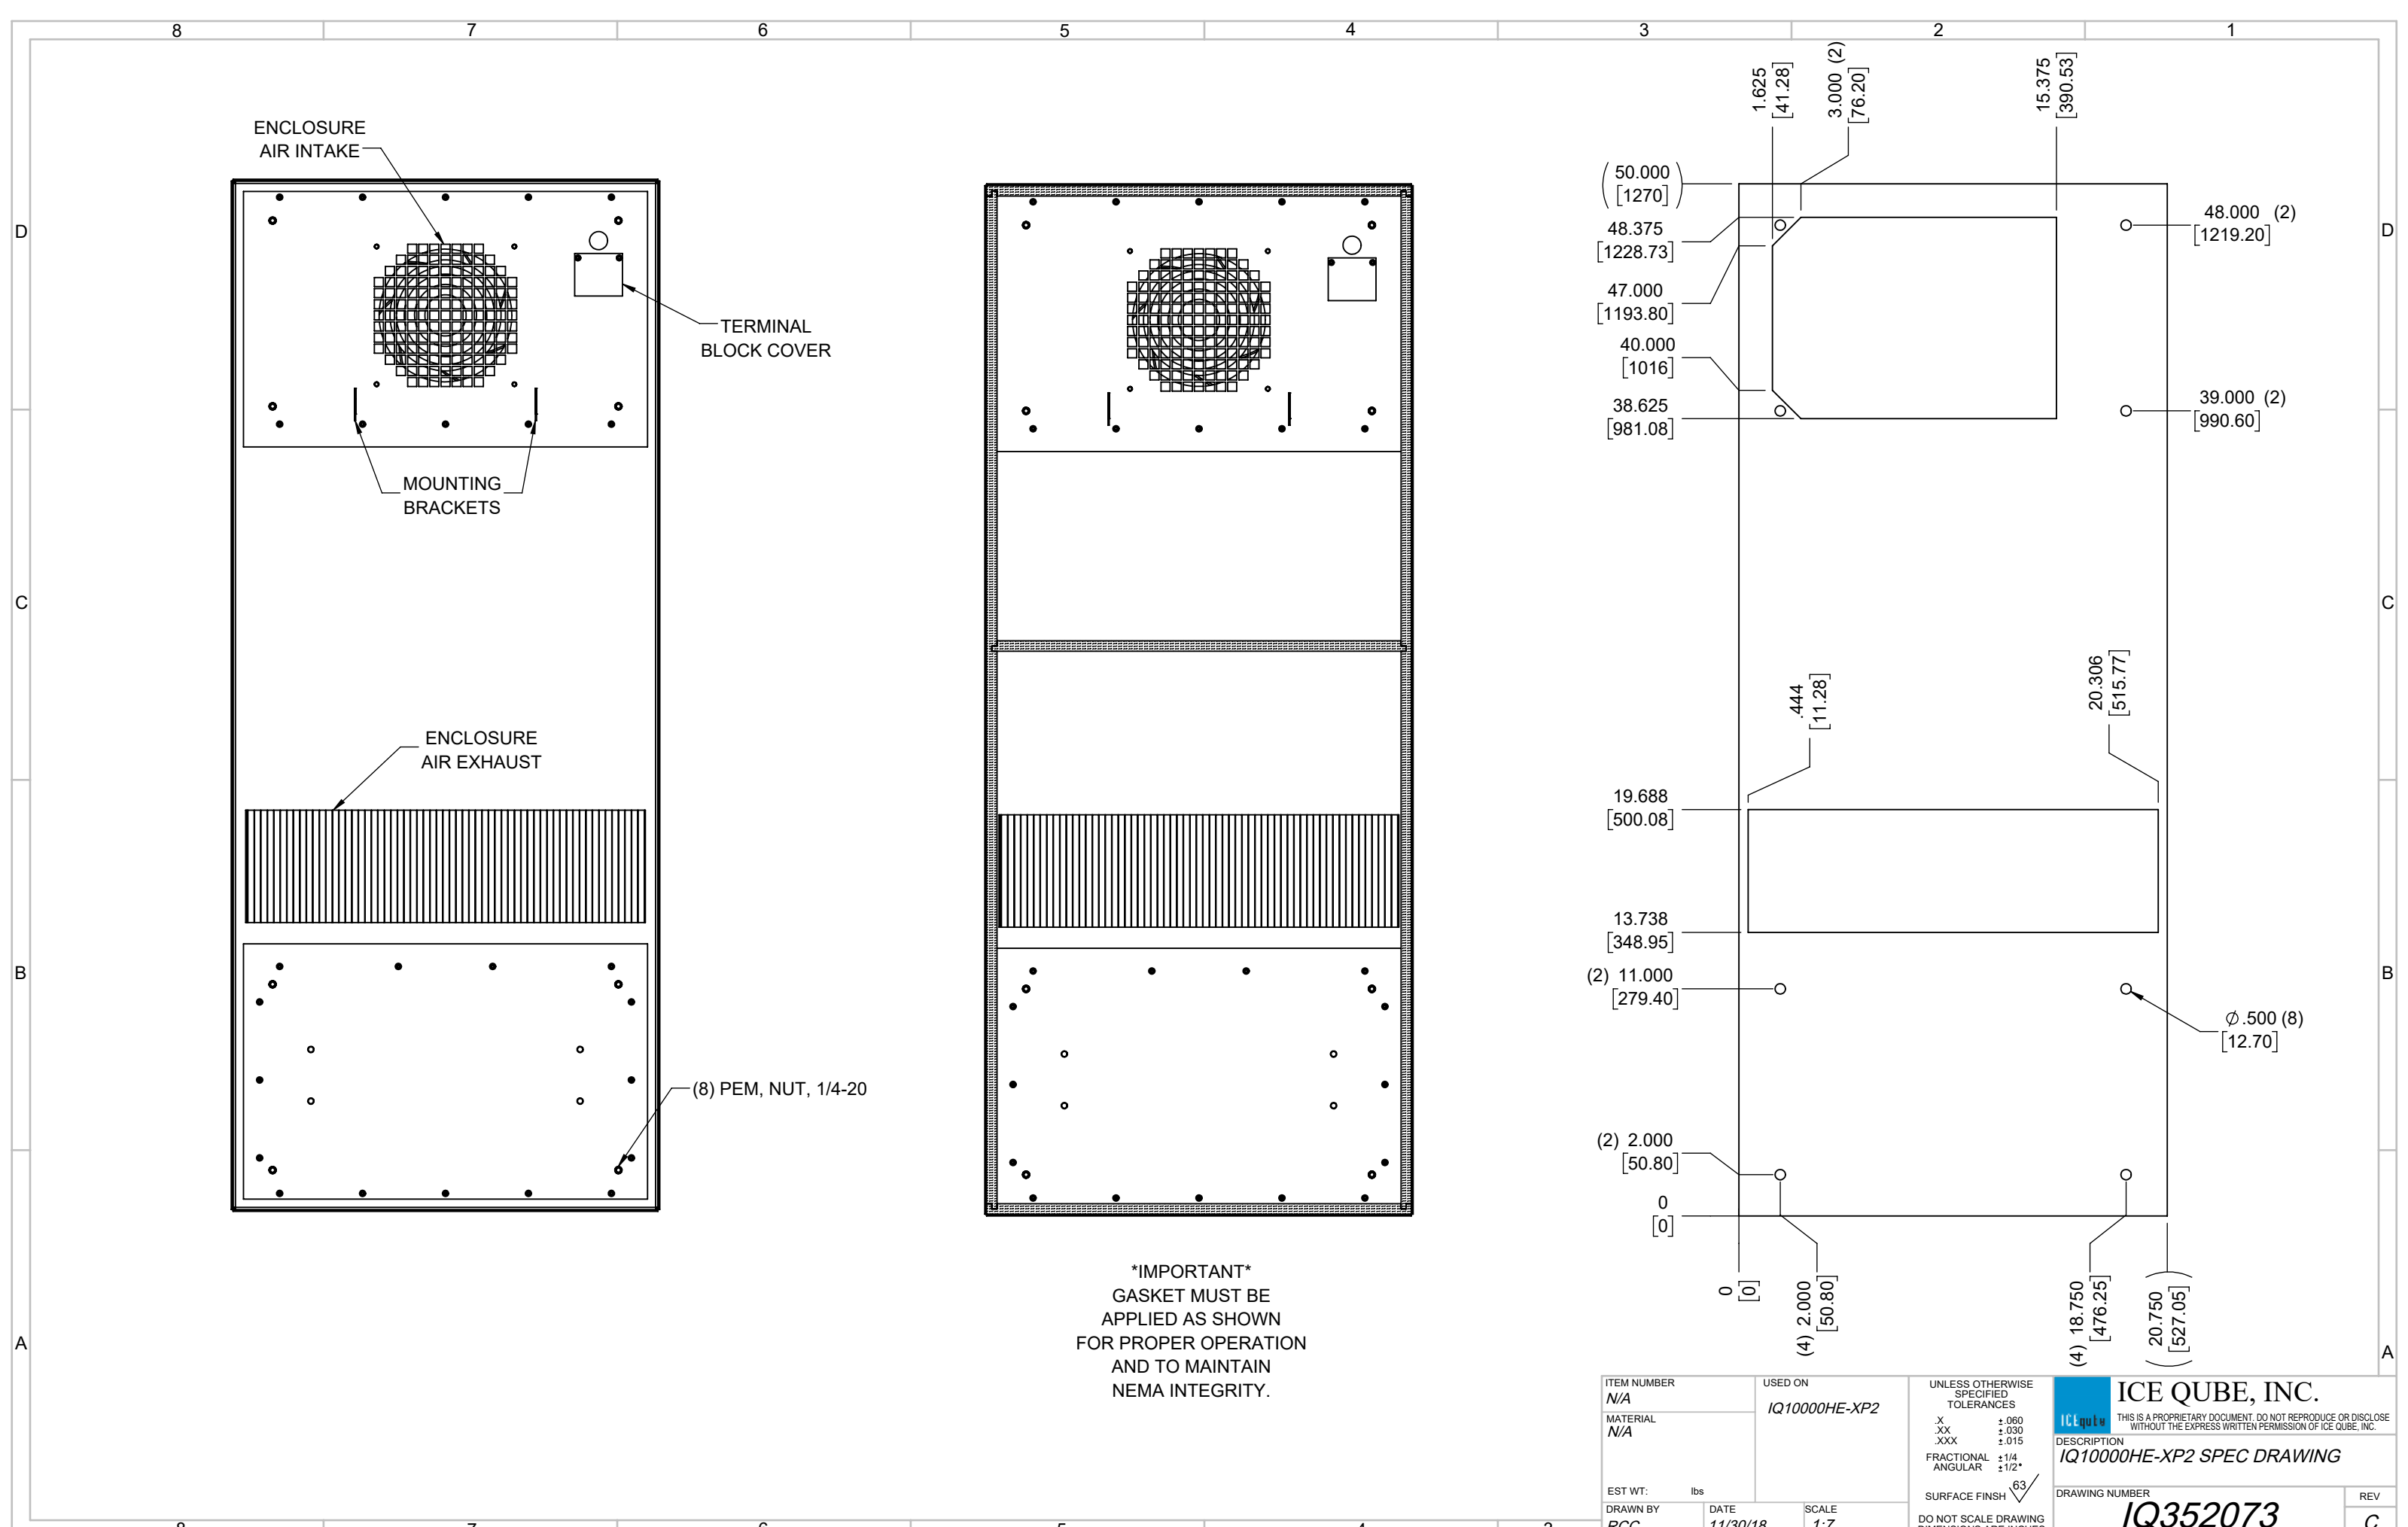 8 7 6 5 4 3 2 1
D
C
B
A
D
C
B
A
ENCLOSURE
AIR INTAKE
TERMINAL
BLOCK COVER
MOUNTING
BRACKETS
ENCLOSURE
AIR EXHAUST
(8) PEM, NUT, 1/4-20
*IMPORTANT*
GASKET MUST BE
APPLIED AS SHOWN
FOR PROPER OPERATION
AND TO MAINTAIN
NEMA INTEGRITY.
1.625
[41.28]
3.000 (2)
[76.20]
15.375
[390.53]
(50.000
[1270])
48.375
[1228.73]
47.000
[1193.80]
40.000
[1016]
38.625
[981.08]
48.000 (2)
[1219.20]
39.000 (2)
[990.60]
.444
[11.28]
20.306
[515.77]
19.688
[500.08]
13.738
[348.95]
(2) 11.000
[279.40]
Ø.500 (8)
[12.70]
(2) 2.000
[50.80]
0
[0]
0
[0]
(4) 2.000
[50.80]
(4) 18.750
[476.25]
(20.750
[527.05])
ITEM NUMBER
N/A
USED ON
IQ10000HE-XP2
MATERIAL
N/A
EST WT: lbs
DRAWN BY
DATE
11/30/18
SCALE
1:7
UNLESS OTHERWISE
SPECIFIED
TOLERANCES
.X ±.060
.XX ±.030
.XXX ±.015
FRACTIONAL ±1/4
ANGULAR ±1/2°
63
SURFACE FINSH
DO NOT SCALE DRAWING
DIMENSIONS ARE INCHES
ICEqube
ICE QUBE, INC.
THIS IS A PROPRIETARY DOCUMENT. DO NOT REPRODUCE OR DISCLOSE
WITHOUT THE EXPRESS WRITTEN PERMISSION OF ICE QUBE, INC.
DESCRIPTION
IQ10000HE-XP2 SPEC DRAWING
DRAWING NUMBER
IQ352073
REV
C